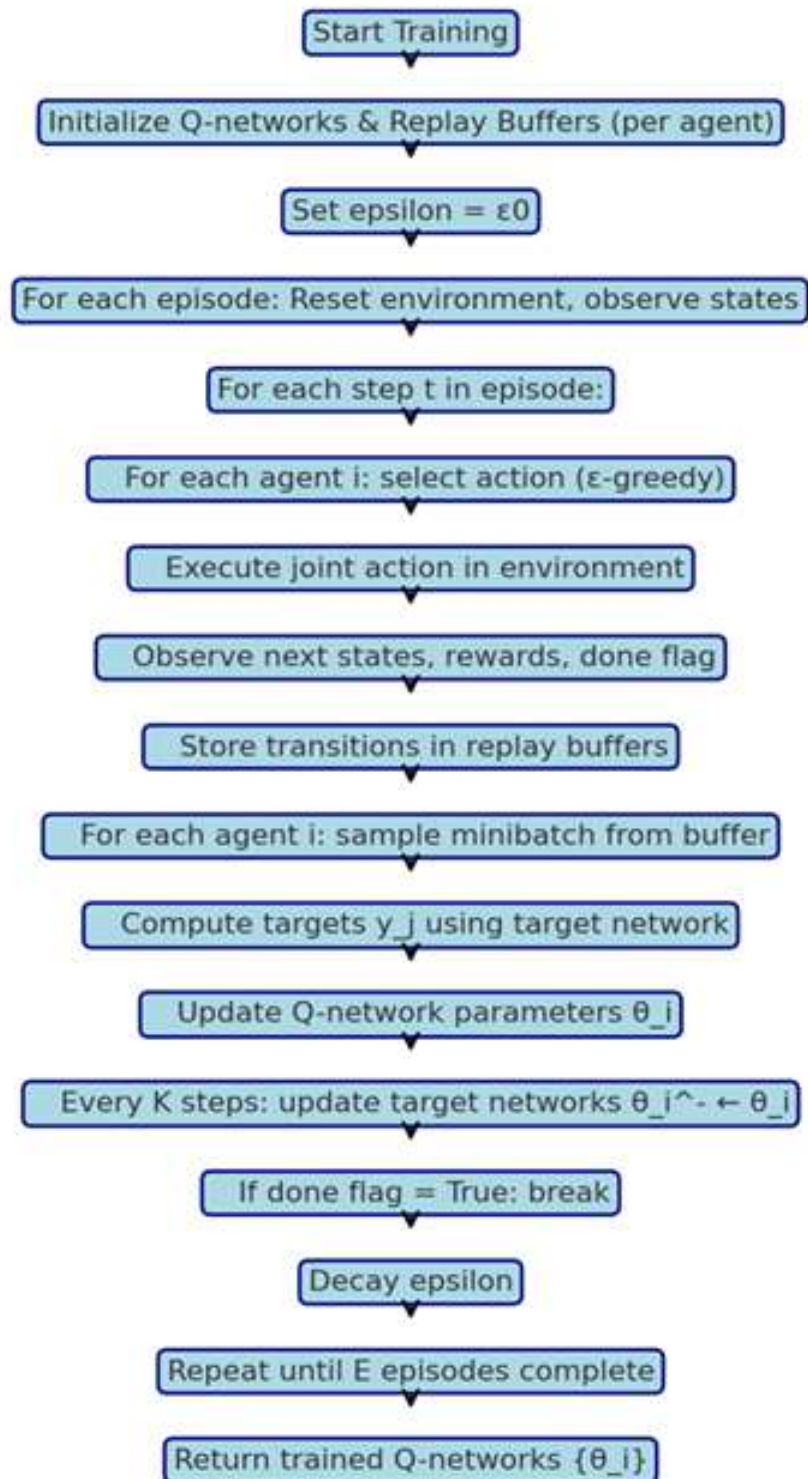 Start Training
Initialize Q-networks & Replay Buffers (per agent)
Set epsilon = ε0
For each episode: Reset environment, observe states
For each step t in episode:
For each agent i: select action (ε-greedy)
Execute joint action in environment
Observe next states, rewards, done flag
Store transitions in replay buffers
For each agent i: sample minibatch from buffer
Compute targets y_j using target network
Update Q-network parameters θ_i
Every K steps: update target networks θ_i^- ← θ_i
If done flag = True: break
Decay epsilon
Repeat until E episodes complete
Return trained Q-networks {θ_i}